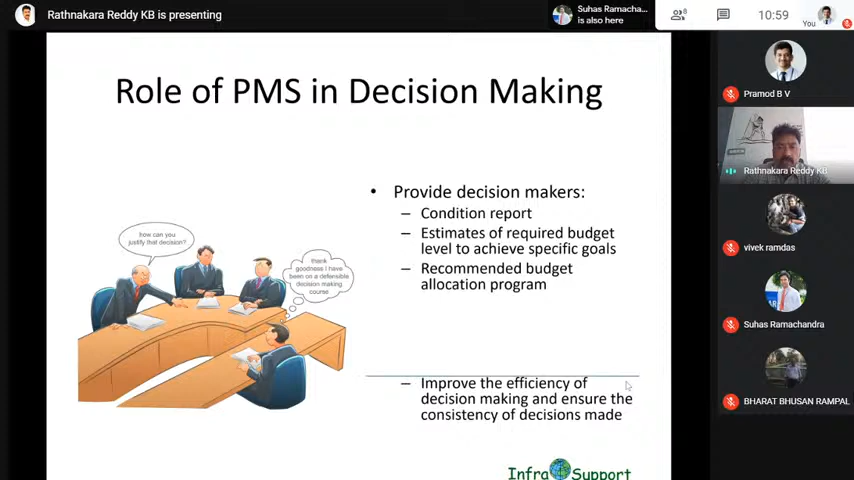 Rathnakara Reddy KB is presenting
Suhas Ramacha...
is also here
8
10:59
You
Role of PMS in Decision Making
how can you
justify that decision?
thank
goodness I have
been on a defensible
decision making
course
• Provide decision makers:
– Condition report
– Estimates of required budget
level to achieve specific goals
– Recommended budget
allocation program
– Improve the efficiency of
decision making and ensure the
consistency of decisions made
Infra Support
Pramod B V
Rathnakara Reddy KB
vivek ramdas
Suhas Ramachandra
BHARAT BHUSAN RAMPAL